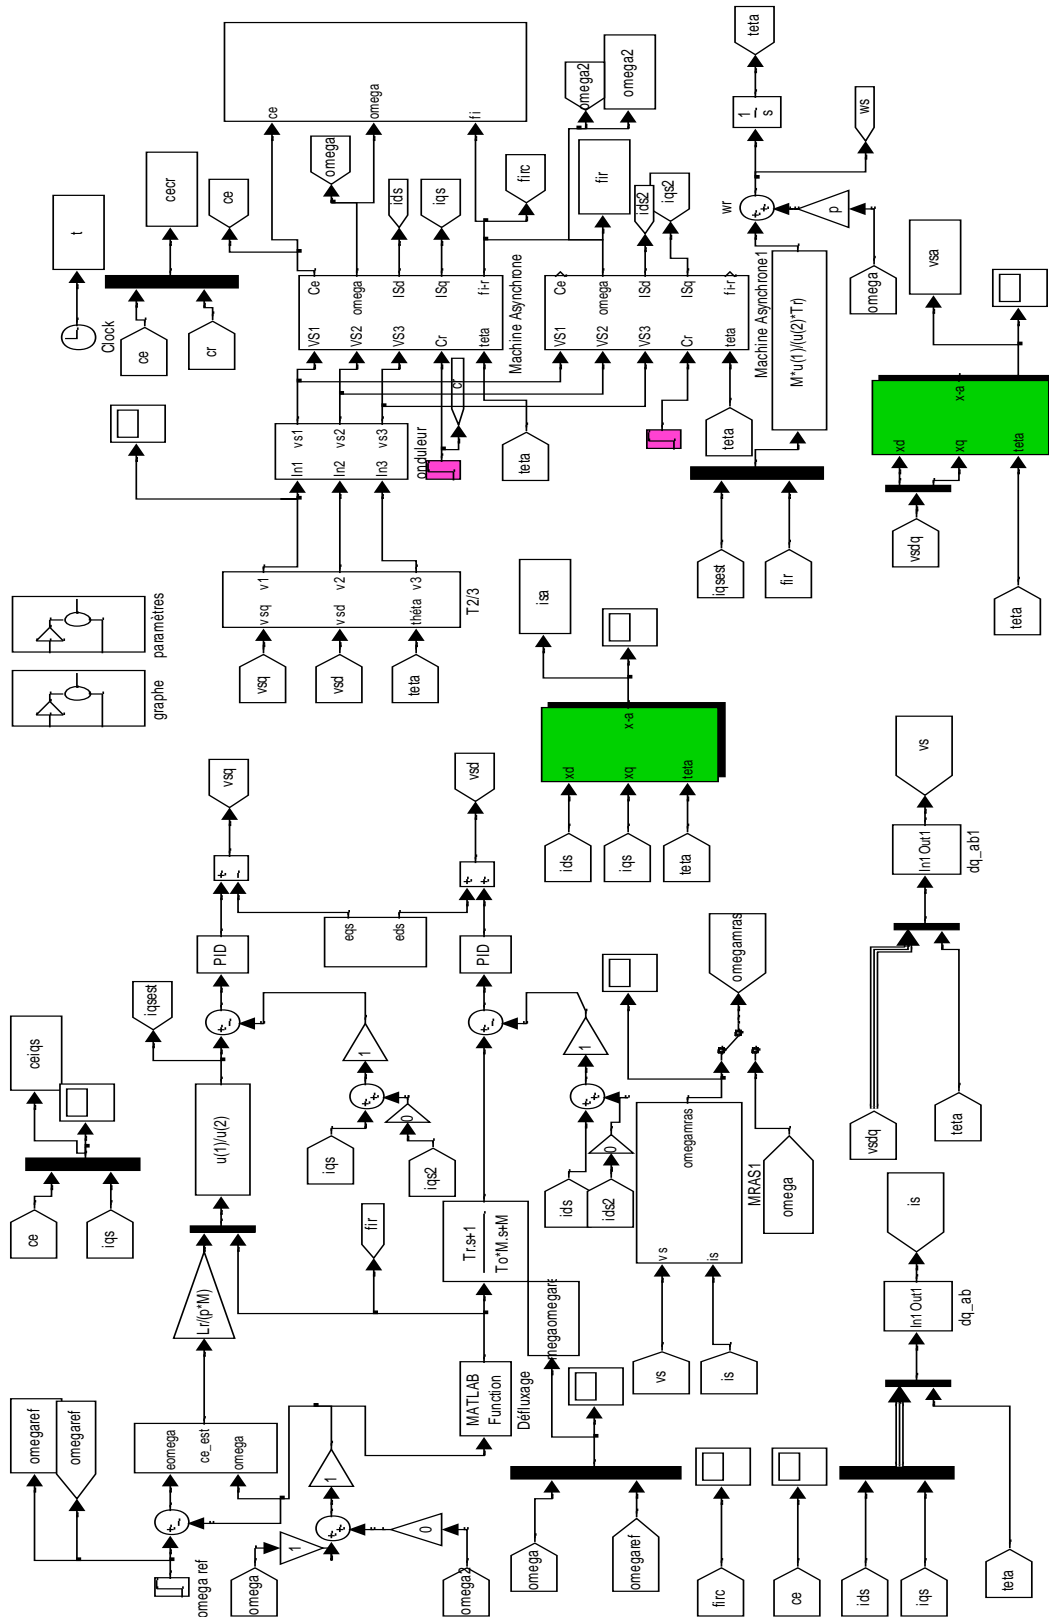 omega ref
omegaref
omegaref
eomega
ce_est
omega
Lr/(p*M)
ce
iqs
ceiqs
u(1)/u(2)
iqsest
PID
vsq
omega
1
omega2
0
1
MATLAB
Function
Défluxage
fir
Tr.s+1
To*M.s+M
iqs
iqs2
0
1
eqs
eds
PID
vsd
graphe
paramètres
omega
omegaref
ids
ids2
0
1
vs
is
vs
is
omegamras
MRAS1
omega
omegamras
firc
ce
ids
iqs
teta
In1 Out1
dq_ab
is
vsdq
teta
In1 Out1
dq_ab1
vs
ids
iqs
teta
xd
xq
teta
x-a
isa
vsq
vsd
teta
vsq v1
vsd v2
théta v3
T2/3
In1 vs1
In2 vs2
In3 vs3
onduleur
Clock
t
ce
cr
cecr
ce
VS1 Ce
VS2 omega
VS3 ISd
Cr ISq
teta fi-r
Machine Asynchrone
teta
omega
ids
iqs
firc
ce
omega
fi
VS1 Ce
VS2 omega
VS3 ISd
Cr ISq
teta fi-r
Machine Asynchrone1
teta
omega2
omega2
fir
ids2
iqs2
iqsest
fir
M*u(1)/(u(2)*Tr)
wr
omega
p
1
s
teta
ws
vsdq
teta
xd
xq
teta
x-a
vsa